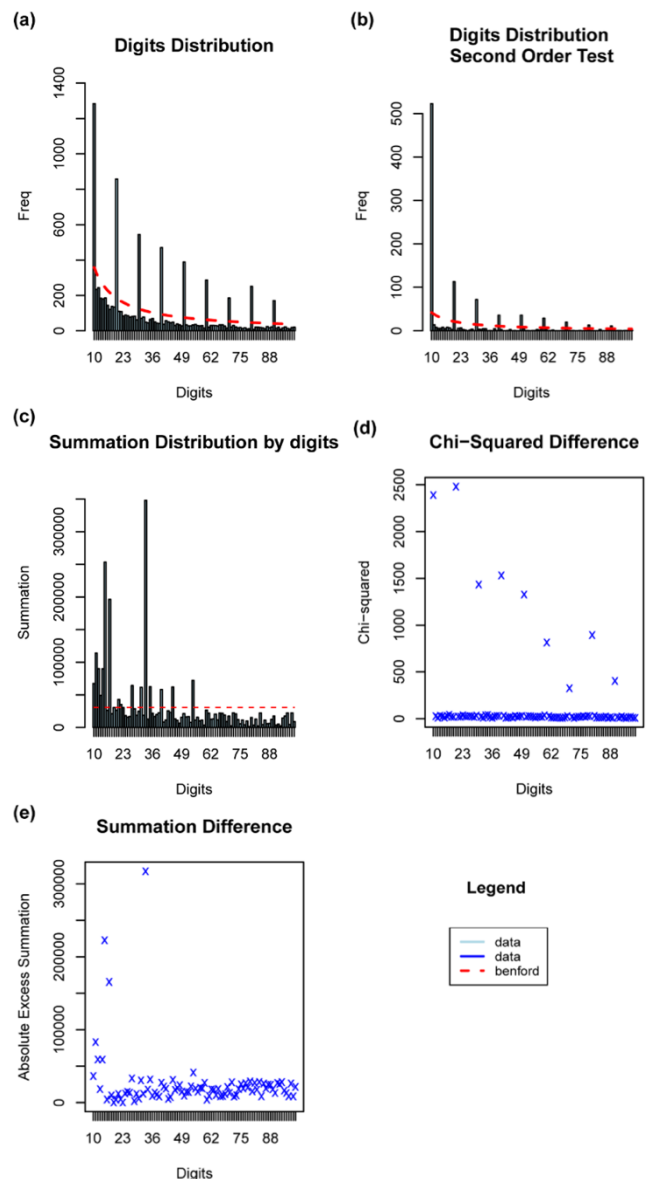 (a)
Digits Distribution
Freq
0 200 600 1000 1400
10 23 36 49 62 75 88
Digits
(b)
Digits Distribution
Second Order Test
Freq
0 100 200 300 400 500
10 23 36 49 62 75 88
Digits
(c)
Summation Distribution by digits
Summation
0 100000 200000 300000
10 23 36 49 62 75 88
Digits
(d)
Chi-Squared Difference
Chi-squared
0 500 1000 1500 2000 2500
10 23 36 49 62 75 88
Digits
(e)
Summation Difference
Absolute Excess Summation
0 100000 200000 300000
10 23 36 49 62 75 88
Digits
Legend
data
data
benford